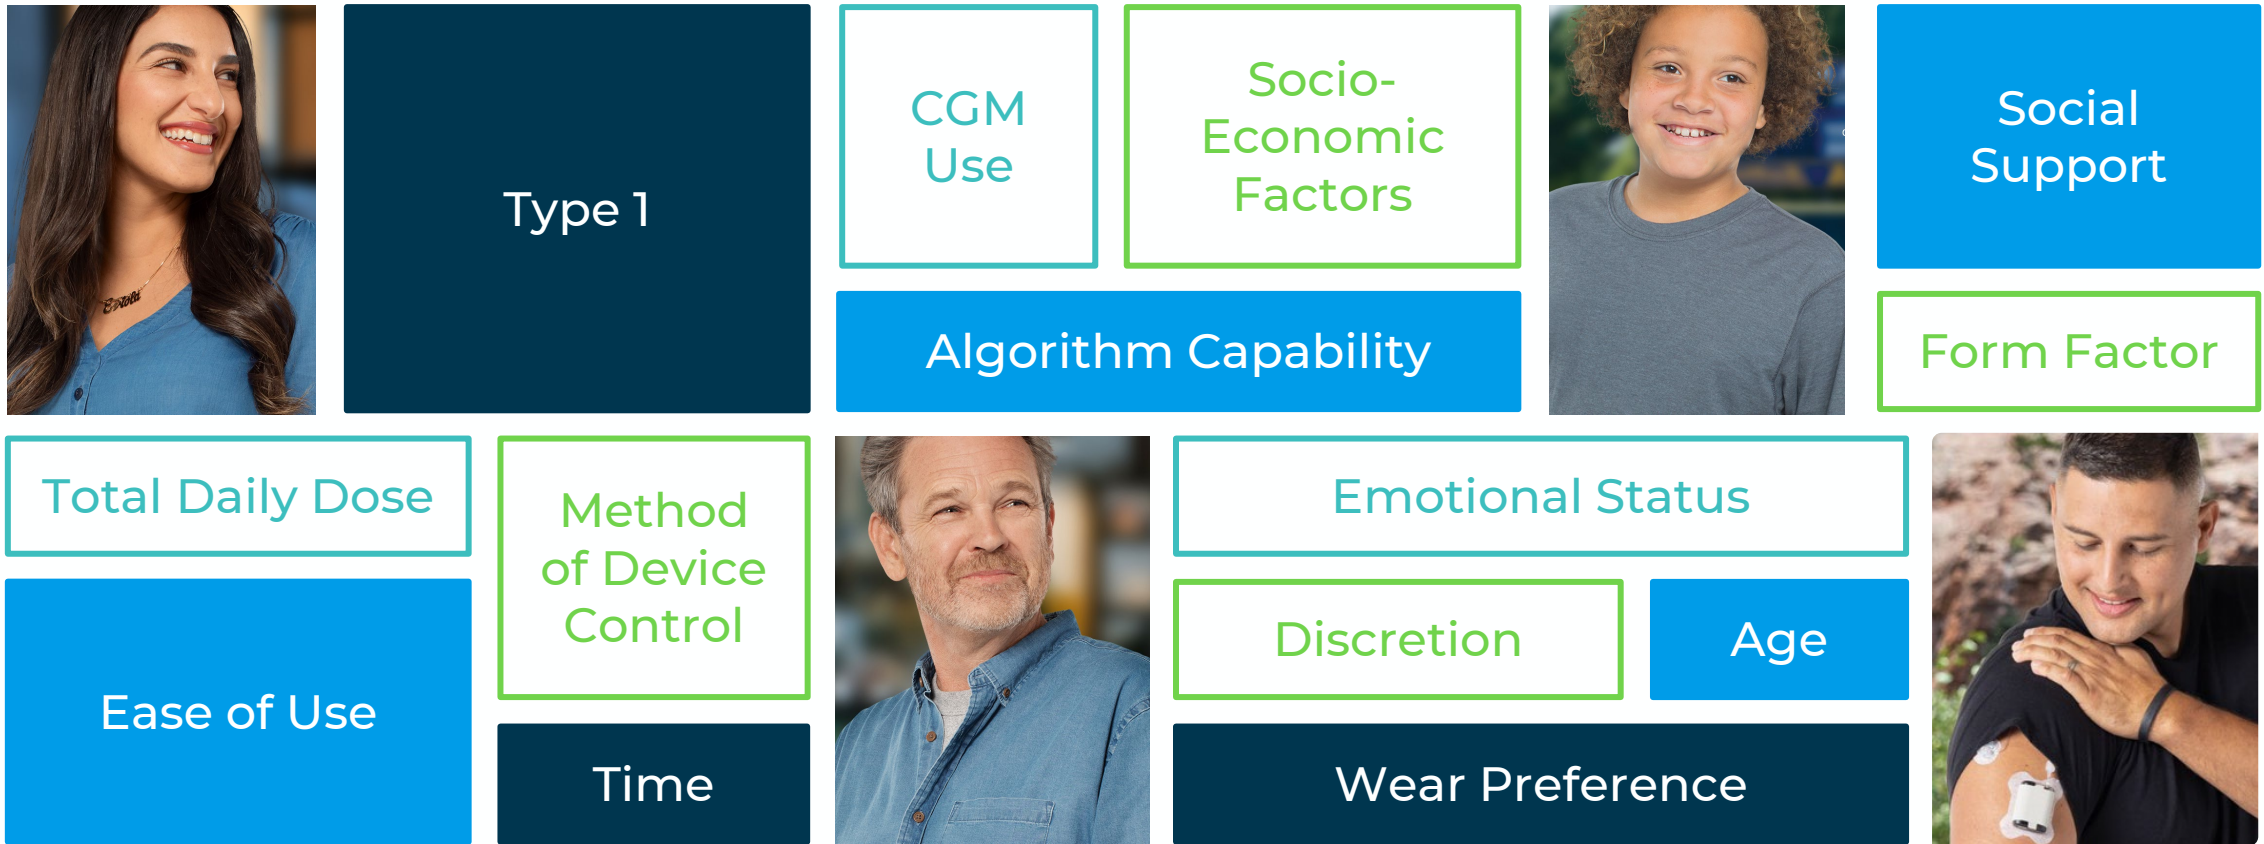 Type 1
CGM
Use
Socio-
Economic
Factors
Social
Support
Algorithm Capability
Form Factor
Total Daily Dose
Method
of Device
Control
Emotional Status
Ease of Use
Discretion
Age
Time
Wear Preference